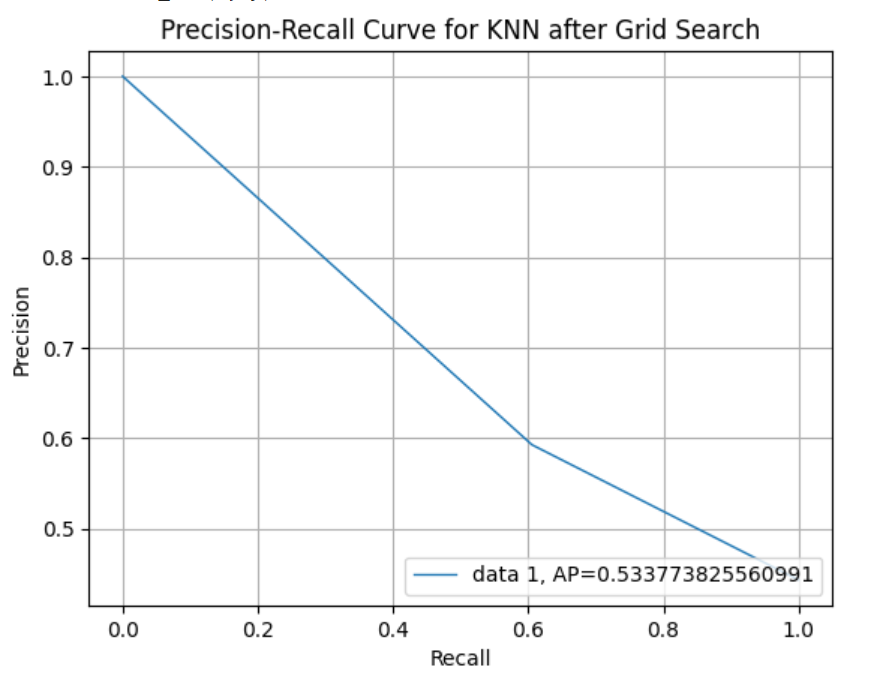 Precision-Recall Curve for KNN after Grid Search
1.0
0.9
0.8
0.7
0.6
0.5
Precision
data 1, AP=0.533773825560991
0.0 0.2 0.4 0.6 0.8 1.0
Recall